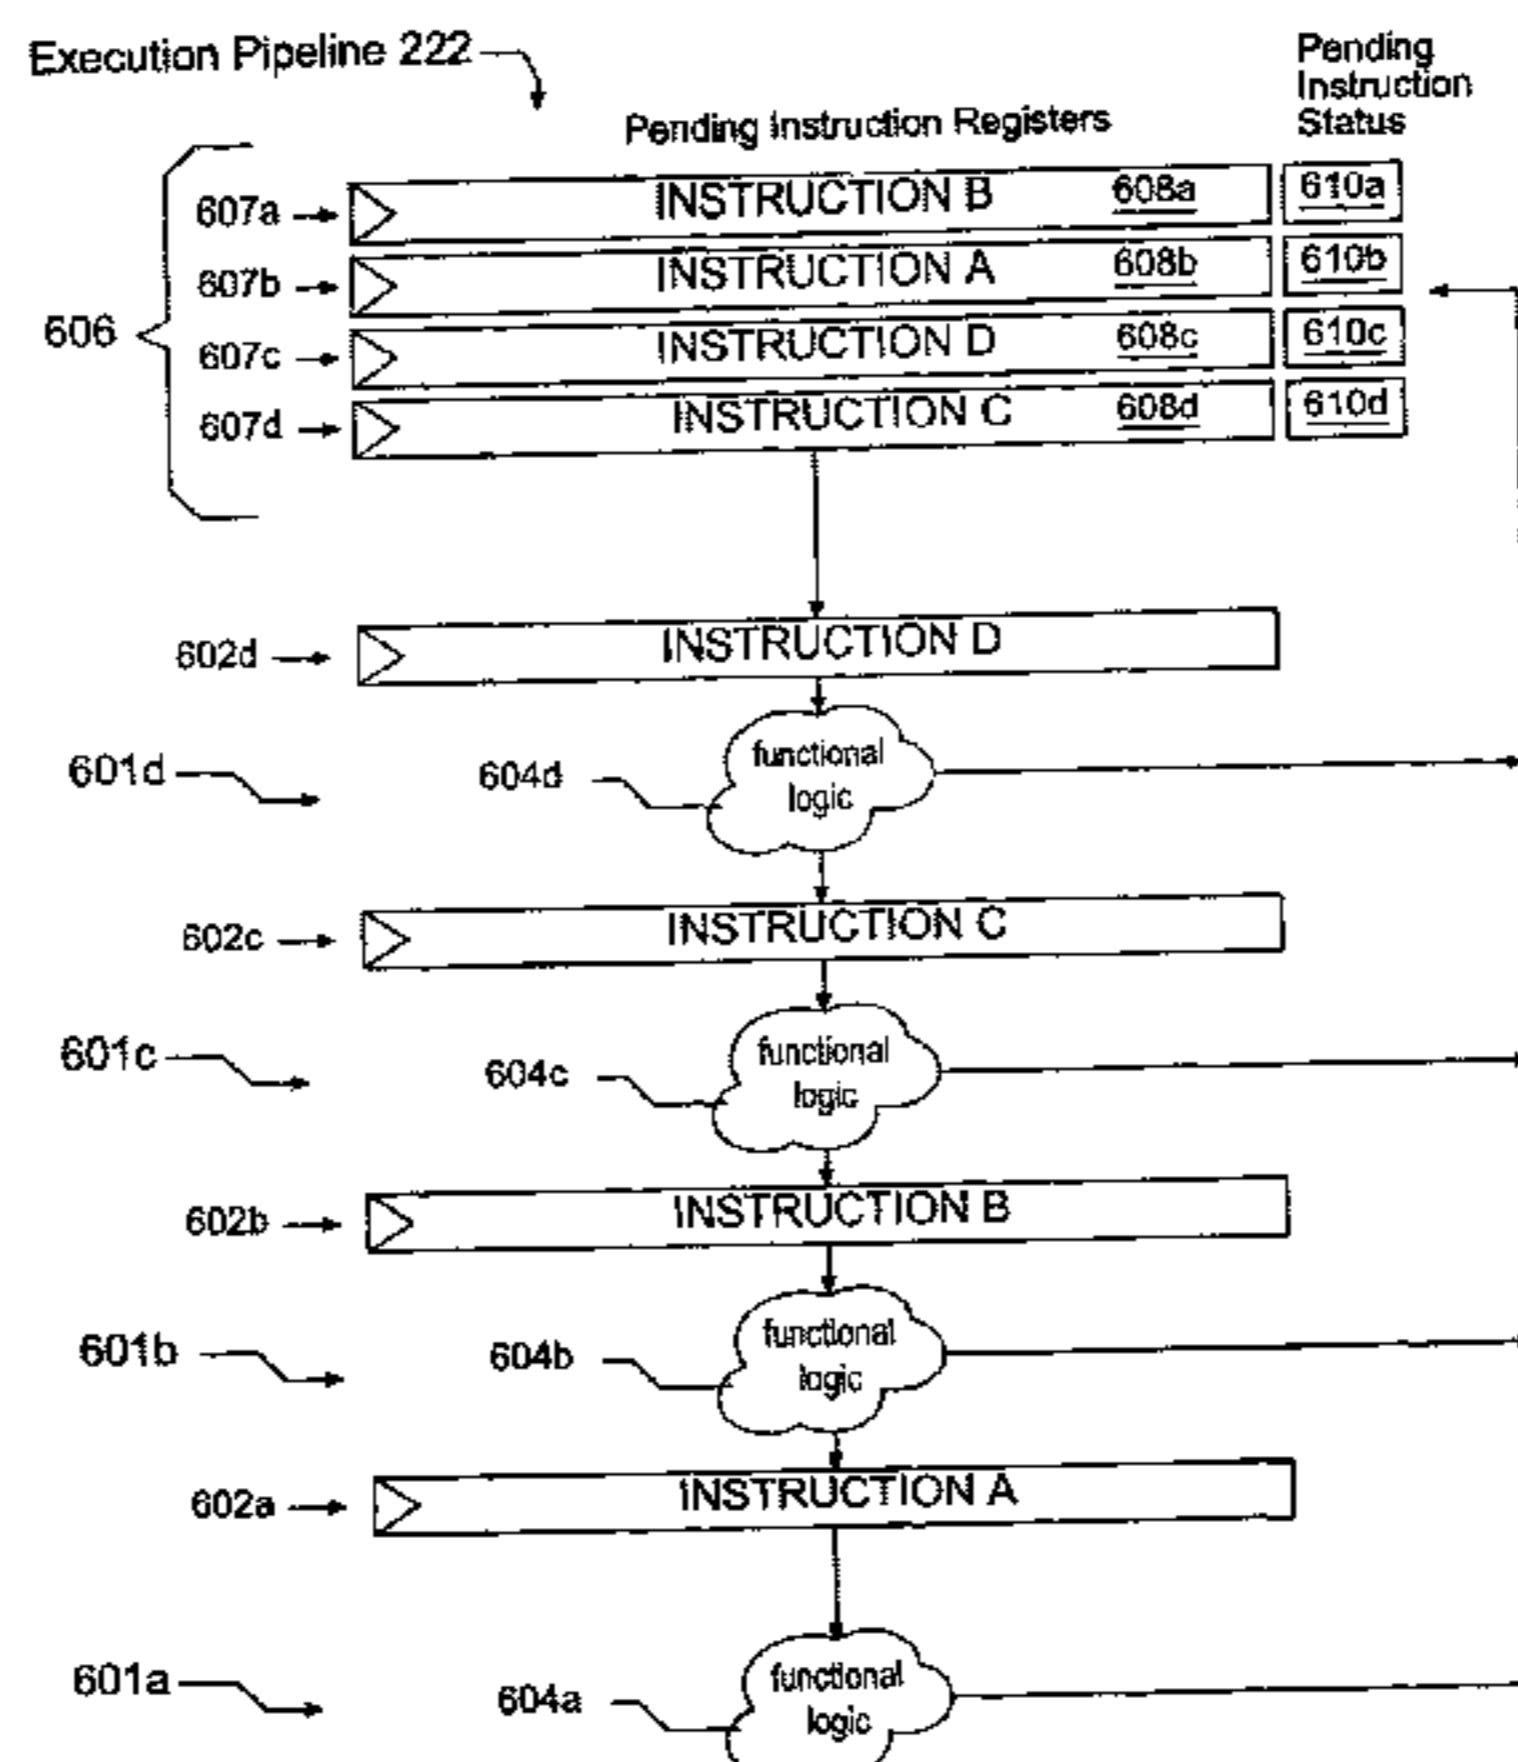 Execution Pipeline 222
Pending
Instruction
Status
Pending Instruction Registers
606
607a
INSTRUCTION B
608a
610a
607b
INSTRUCTION A
608b
610b
607c
INSTRUCTION D
608c
610c
607d
INSTRUCTION C
608d
610d
602d
INSTRUCTION D
601d
604d
functional
logic
602c
INSTRUCTION C
601c
604c
functional
logic
602b
INSTRUCTION B
601b
604b
functional
logic
602a
INSTRUCTION A
601a
604a
functional
logic